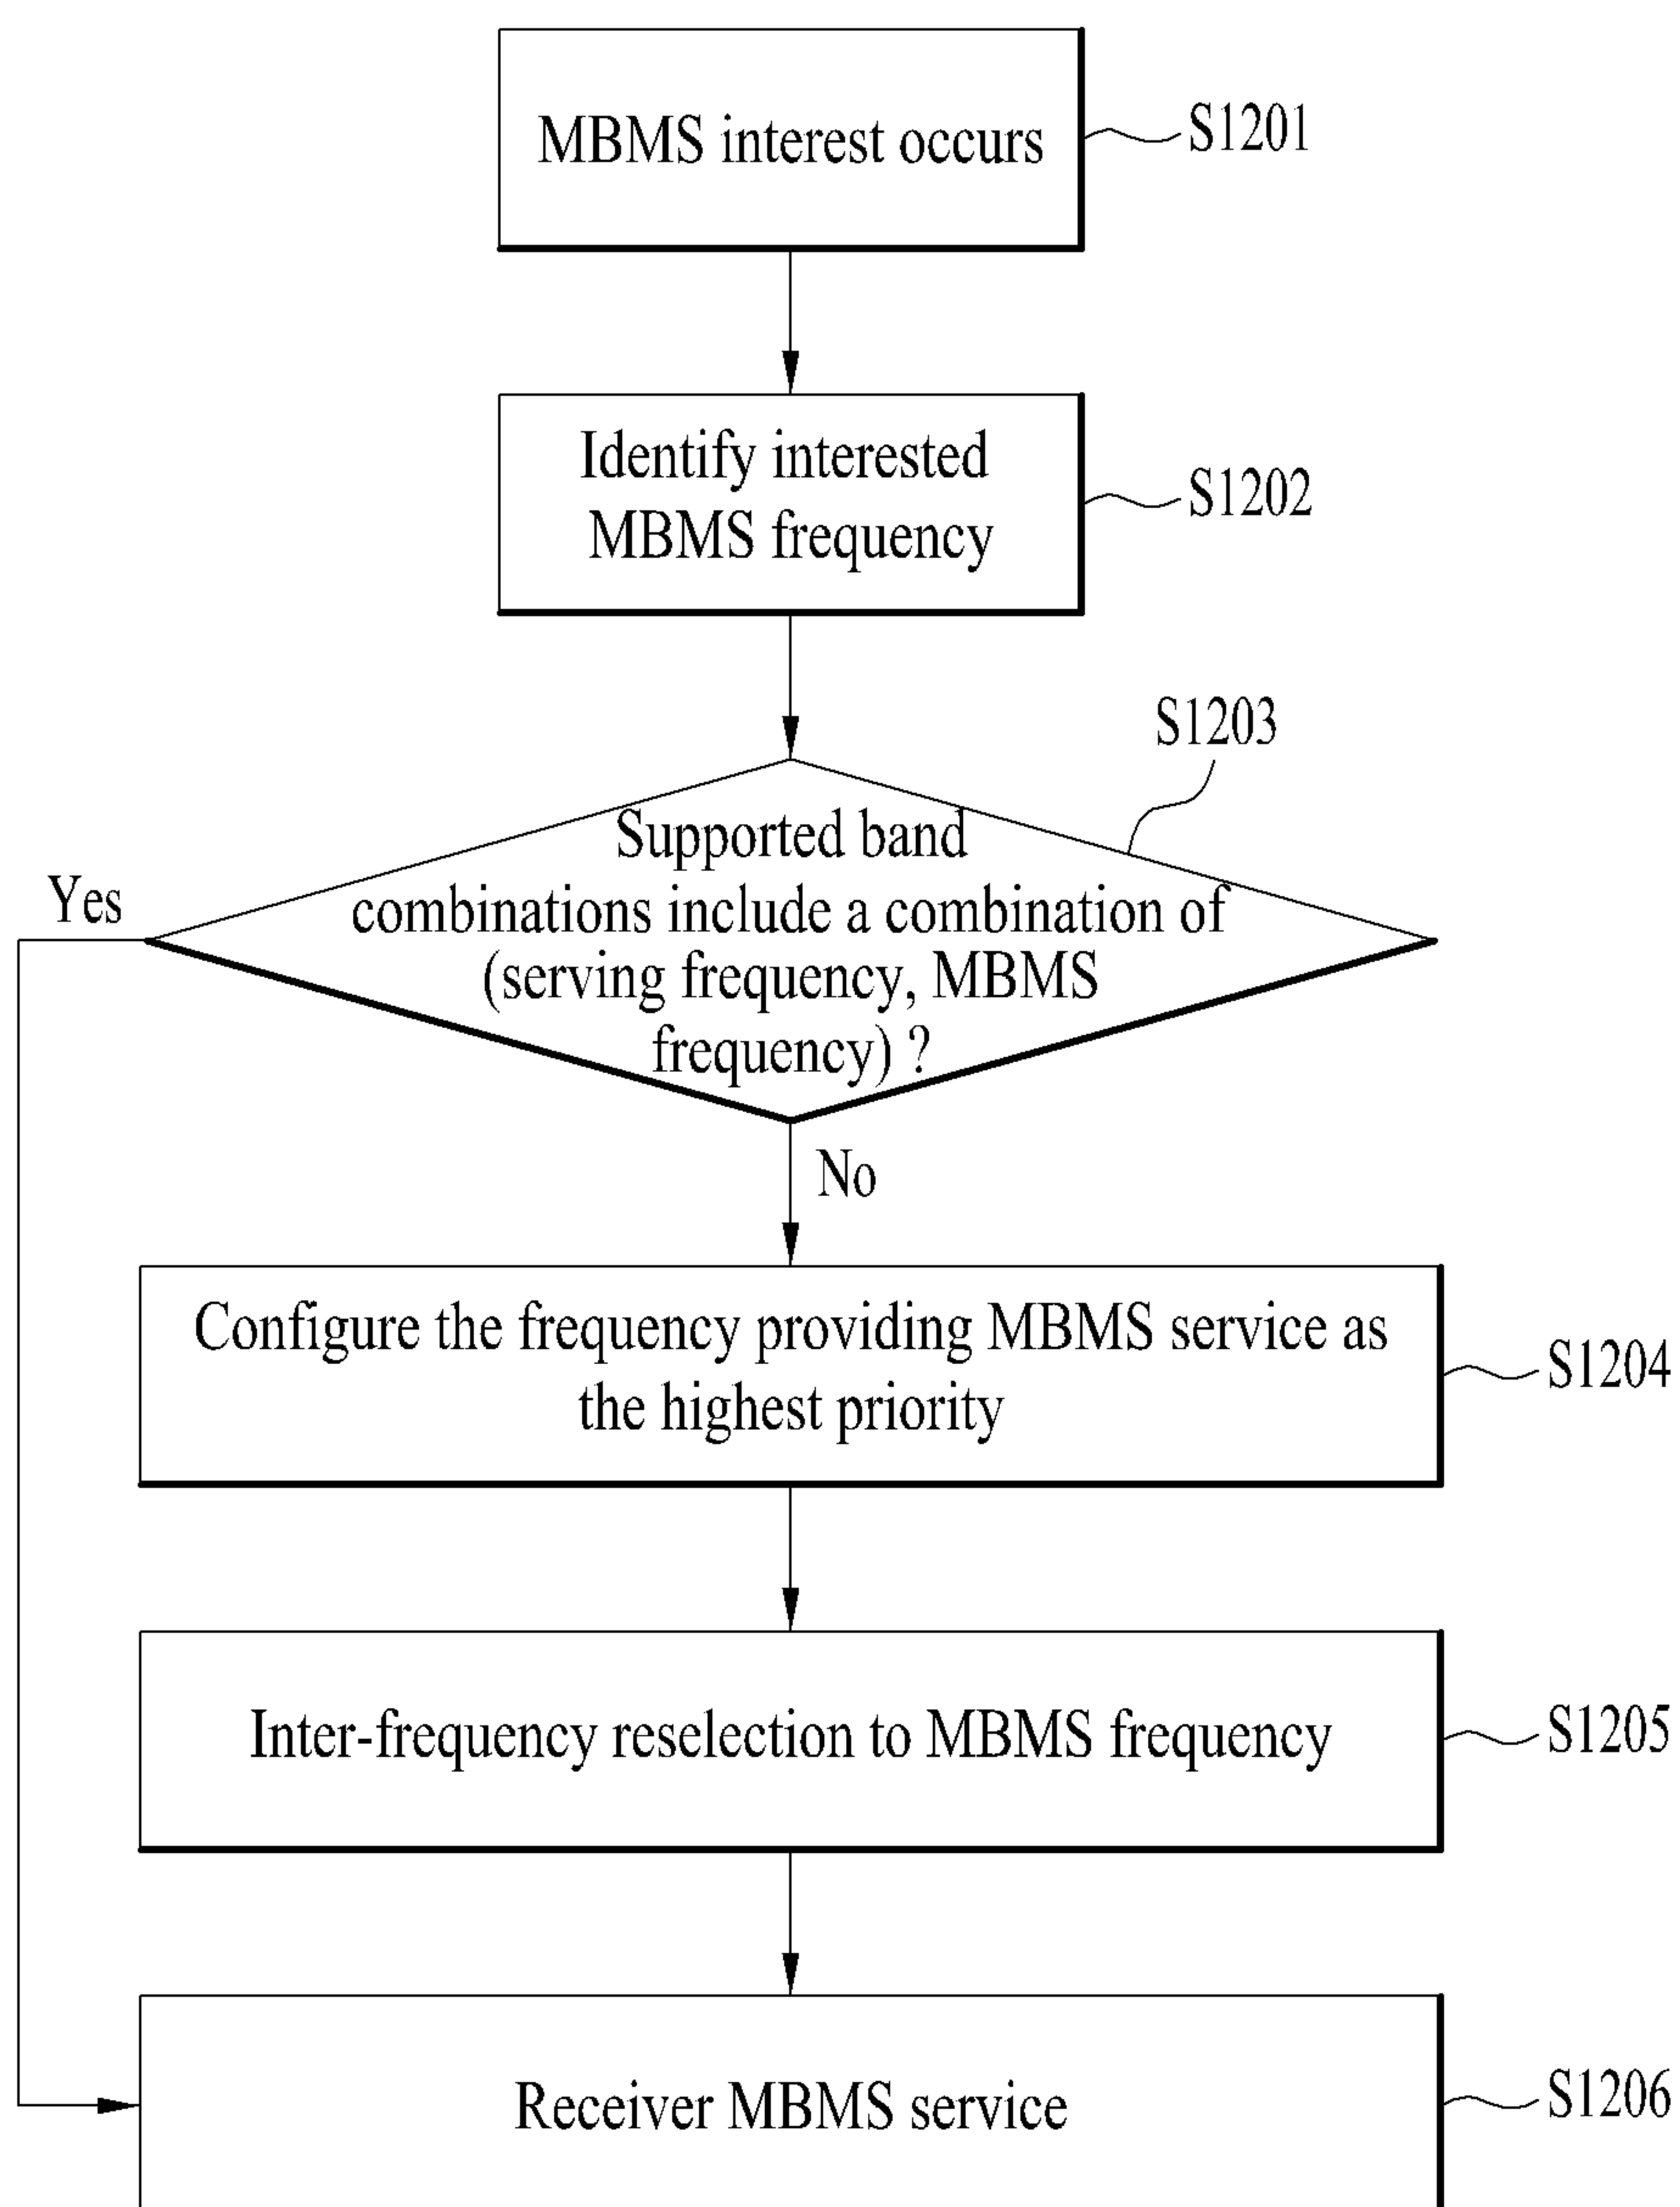 MBMS interest occurs
S1201
Identify interested
MBMS frequency
S1202
S1203
Supported band
combinations include a combination of
(serving frequency, MBMS
frequency) ?
Yes
No
Configure the frequency providing MBMS service as
the highest priority
S1204
Inter-frequency reselection to MBMS frequency
S1205
Receiver MBMS service
S1206